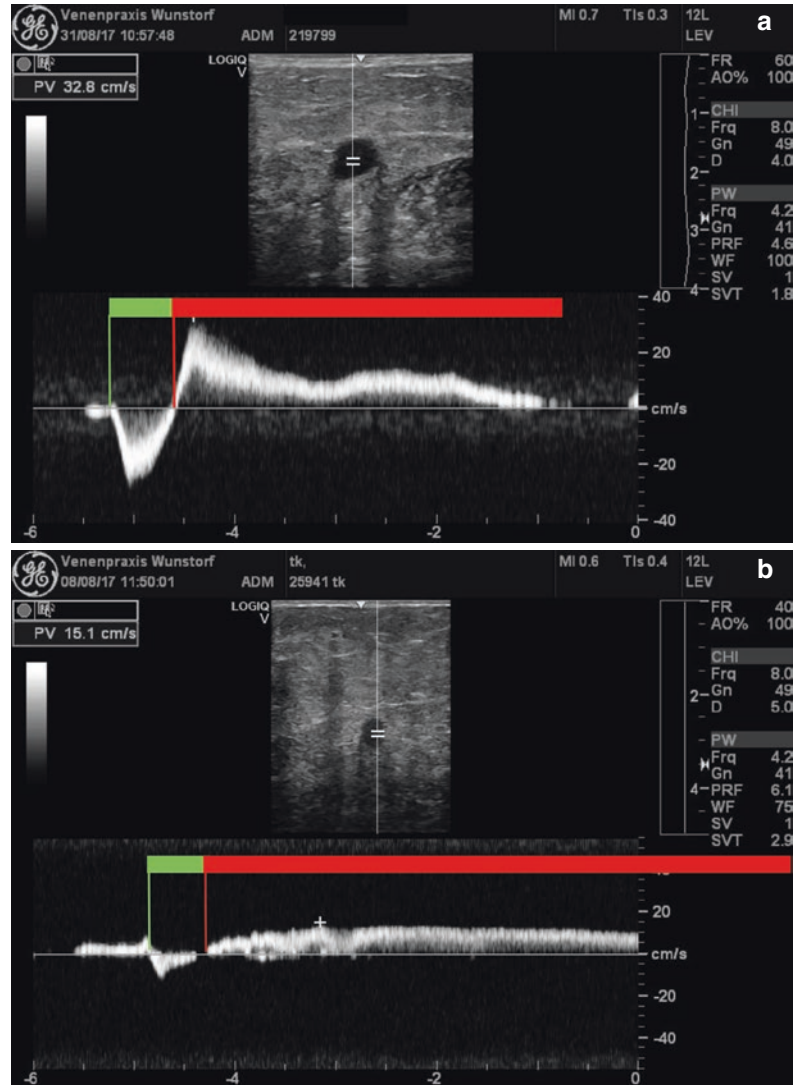 Venenpraxis Wunstorf MI 0.7 TIs 0.3 12L a
31/08/17 10:57:48 ADM 219799 LEV
LOGIQ
V
PV 32.8 cm/s
FR 60
AO% 100
CHI
Frq 8.0
Gn 49
D 4.0
PW
Frq 4.2
Gn 41
PRF 4.6
WF 100
SV 1
SVT 1.8
1
2
3
4
40
20
cm/s
-20
-40
-6 -4 -2 0
Venenpraxis Wunstorf tk, MI 0.6 TIs 0.4 12L b
08/08/17 11:50:01 ADM 25941 tk LEV
LOGIQ
V
PV 15.1 cm/s
FR 40
AO% 100
CHI
Frq 8.0
Gn 49
D 5.0
PW
Frq 4.2
Gn 41
PRF 6.1
WF 75
SV 1
SVT 2.9
2
4
20
cm/s
-20
-40
-6 -4 -2 0